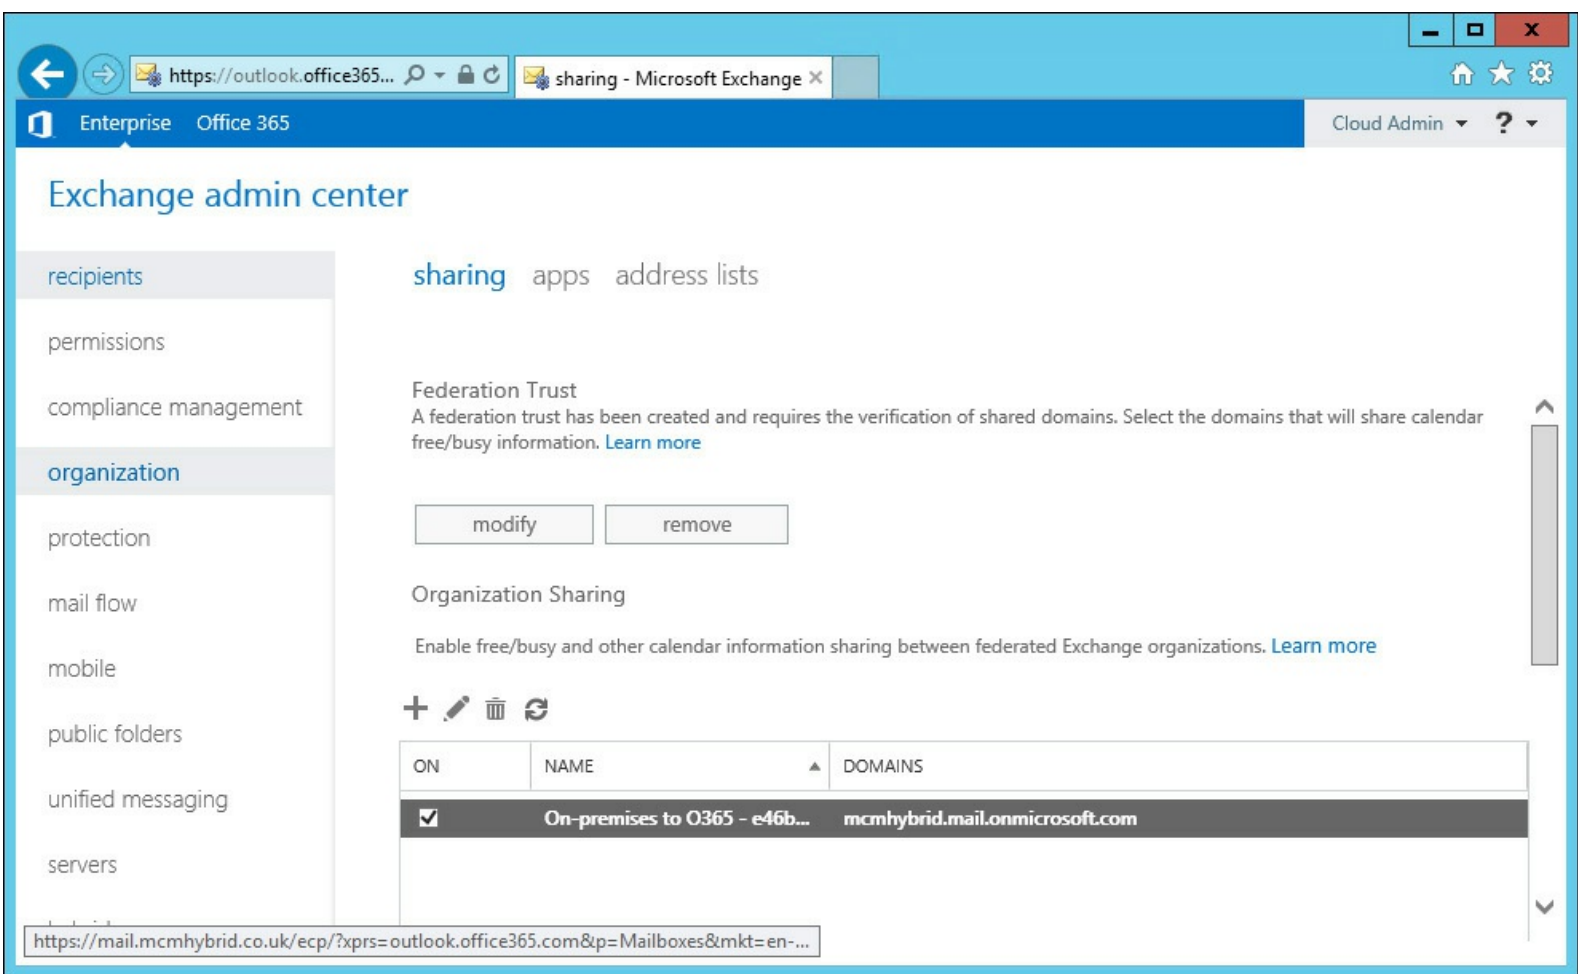 https://outlook.office365...
sharing - Microsoft Exchange
Enterprise Office 365
Cloud Admin ?
Exchange admin center
recipients
permissions
compliance management
organization
protection
mail flow
mobile
public folders
unified messaging
servers
sharing apps address lists
Federation Trust
A federation trust has been created and requires the verification of shared domains. Select the domains that will share calendar
free/busy information. Learn more
modify remove
Organization Sharing
Enable free/busy and other calendar information sharing between federated Exchange organizations. Learn more
ON NAME DOMAINS
On-premises to O365 - e46b... mcmhybrid.mail.onmicrosoft.com
https://mail.mcmhybrid.co.uk/ecp/?xprs=outlook.office365.com&p=Mailboxes&mkt=en-...